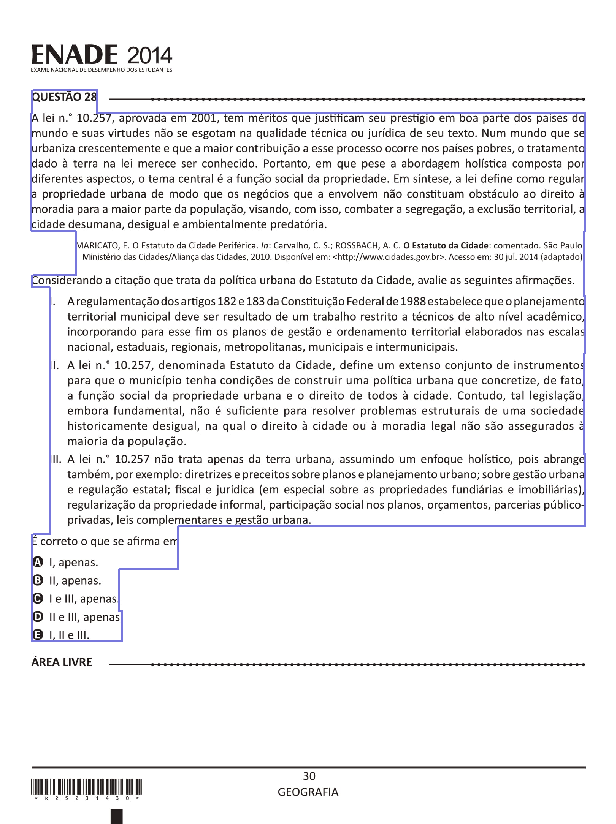 ENADE 2014
EXAME NACIONAL DE DESEMPENHO DOS ESTUDANTES
QUESTÃO 28
A lei n.° 10.257, aprovada em 2001, tem méritos que justificam seu prestígio em boa parte dos países do
mundo e suas virtudes não se esgotam na qualidade técnica ou jurídica de seu texto. Num mundo que se
urbaniza crescentemente e que a maior contribuição a esse processo ocorre nos países pobres, o tratamento
dado à terra na lei merece ser conhecido. Portanto, em que pese a abordagem holística composta por
diferentes aspectos, o tema central é a função social da propriedade. Em síntese, a lei define como regular
a propriedade urbana de modo que os negócios que a envolvem não constituam obstáculo ao direito à
moradia para a maior parte da população, visando, com isso, combater a segregação, a exclusão territorial, a
cidade desumana, desigual e ambientalmente predatória.
MARICATO, E. O Estatuto da Cidade Periférica. In: Carvalho, C. S.; ROSSBACH, A. C. O Estatuto da Cidade: comentado. São Paulo
Ministério das Cidades/Aliança das Cidades, 2010. Disponível em: <http://www.cidades.gov.br>. Acesso em: 30 jul. 2014 (adaptado)
Considerando a citação que trata da política urbana do Estatuto da Cidade, avalie as seguintes afirmações.
I. A regulamentação dos artigos 182 e 183 da Constituição Federal de 1988 estabelece que o planejamento
territorial municipal deve ser resultado de um trabalho restrito a técnicos de alto nível acadêmico,
incorporando para esse fim os planos de gestão e ordenamento territorial elaborados nas escalas
nacional, estaduais, regionais, metropolitanas, municipais e intermunicipais.
II. A lei n.° 10.257, denominada Estatuto da Cidade, define um extenso conjunto de instrumentos
para que o município tenha condições de construir uma política urbana que concretize, de fato,
a função social da propriedade urbana e o direito de todos à cidade. Contudo, tal legislação,
embora fundamental, não é suficiente para resolver problemas estruturais de uma sociedade
historicamente desigual, na qual o direito à cidade ou à moradia legal não são assegurados à
maioria da população.
III. A lei n.° 10.257 não trata apenas da terra urbana, assumindo um enfoque holístico, pois abrange
também, por exemplo: diretrizes e preceitos sobre planos e planejamento urbano; sobre gestão urbana
e regulação estatal; fiscal e jurídica (em especial sobre as propriedades fundiárias e imobiliárias),
regularização da propriedade informal, participação social nos planos, orçamentos, parcerias público-
privadas, leis complementares e gestão urbana.
É correto o que se afirma em
A I, apenas.
B II, apenas.
C I e III, apenas.
D II e III, apenas
E I, II e III.
ÁREA LIVRE
30
GEOGRAFIA